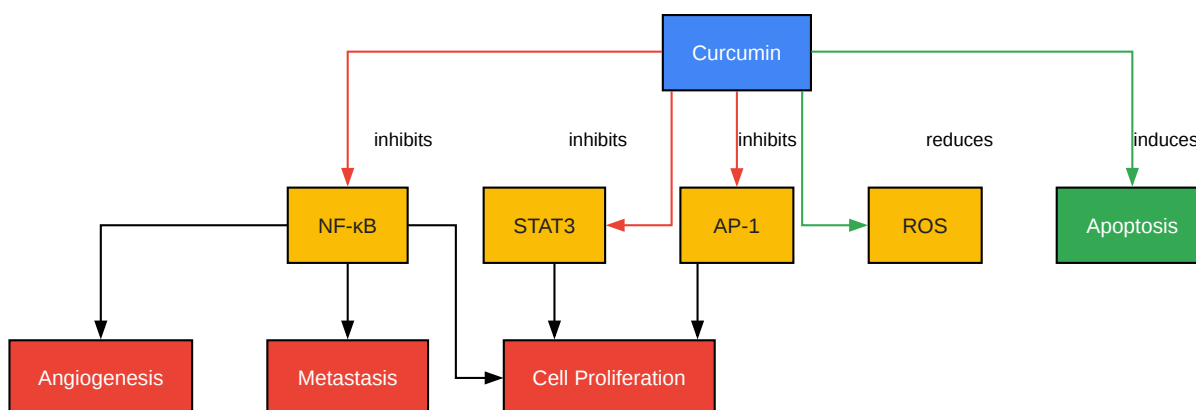 Curcumin
inhibits
inhibits
inhibits
reduces
induces
NF-κB
STAT3
AP-1
ROS
Apoptosis
Angiogenesis
Metastasis
Cell Proliferation